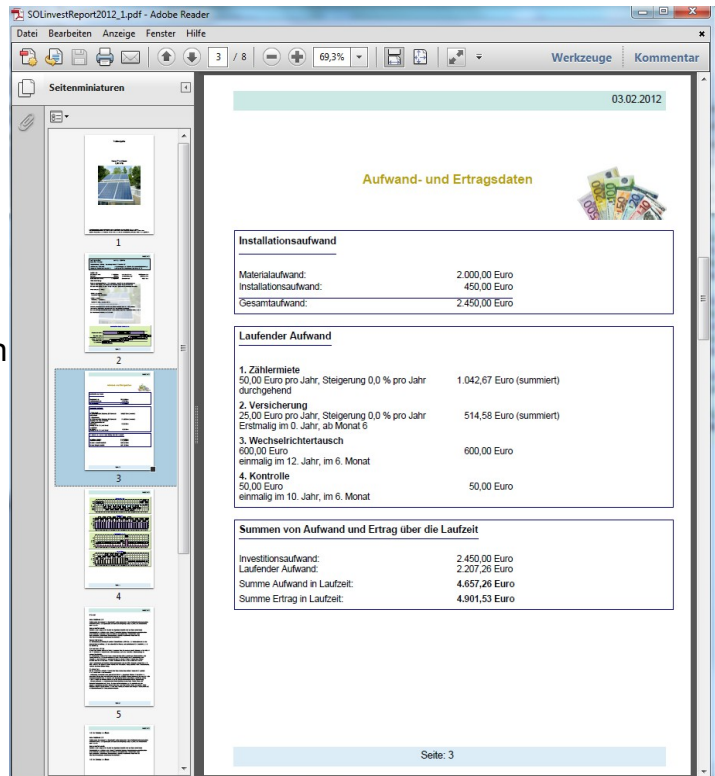 SOLinvestReport2012_1.pdf - Adobe Reader
Datei Bearbeiten Anzeige Fenster Hilfe
3 / 8 69,3% Werkzeuge Kommentar
Seitenminiaturen
1
2
3
4
5
n
03.02.2012
Aufwand- und Ertragsdaten
Installationsaufwand
Materialaufwand: 2.000,00 Euro
Installationsaufwand: 450,00 Euro
Gesamtaufwand: 2.450,00 Euro
Laufender Aufwand
1. Zählermiete
50,00 Euro pro Jahr, Steigerung 0,0 % pro Jahr 1.042,67 Euro (summiert)
durchgehend
2. Versicherung
25,00 Euro pro Jahr, Steigerung 0,0 % pro Jahr 514,58 Euro (summiert)
Erstmalig im 0. Jahr, ab Monat 6
3. Wechselrichtertausch
600,00 Euro 600,00 Euro
einmalig im 12. Jahr, im 6. Monat
4. Kontrolle
50,00 Euro 50,00 Euro
einmalig im 10. Jahr, im 6. Monat
Summen von Aufwand und Ertrag über die Laufzeit
Investitionsaufwand: 2.450,00 Euro
Laufender Aufwand: 2.207,26 Euro
Summe Aufwand in Laufzeit: 4.657,26 Euro
Summe Ertrag in Laufzeit: 4.901,53 Euro
Seite: 3